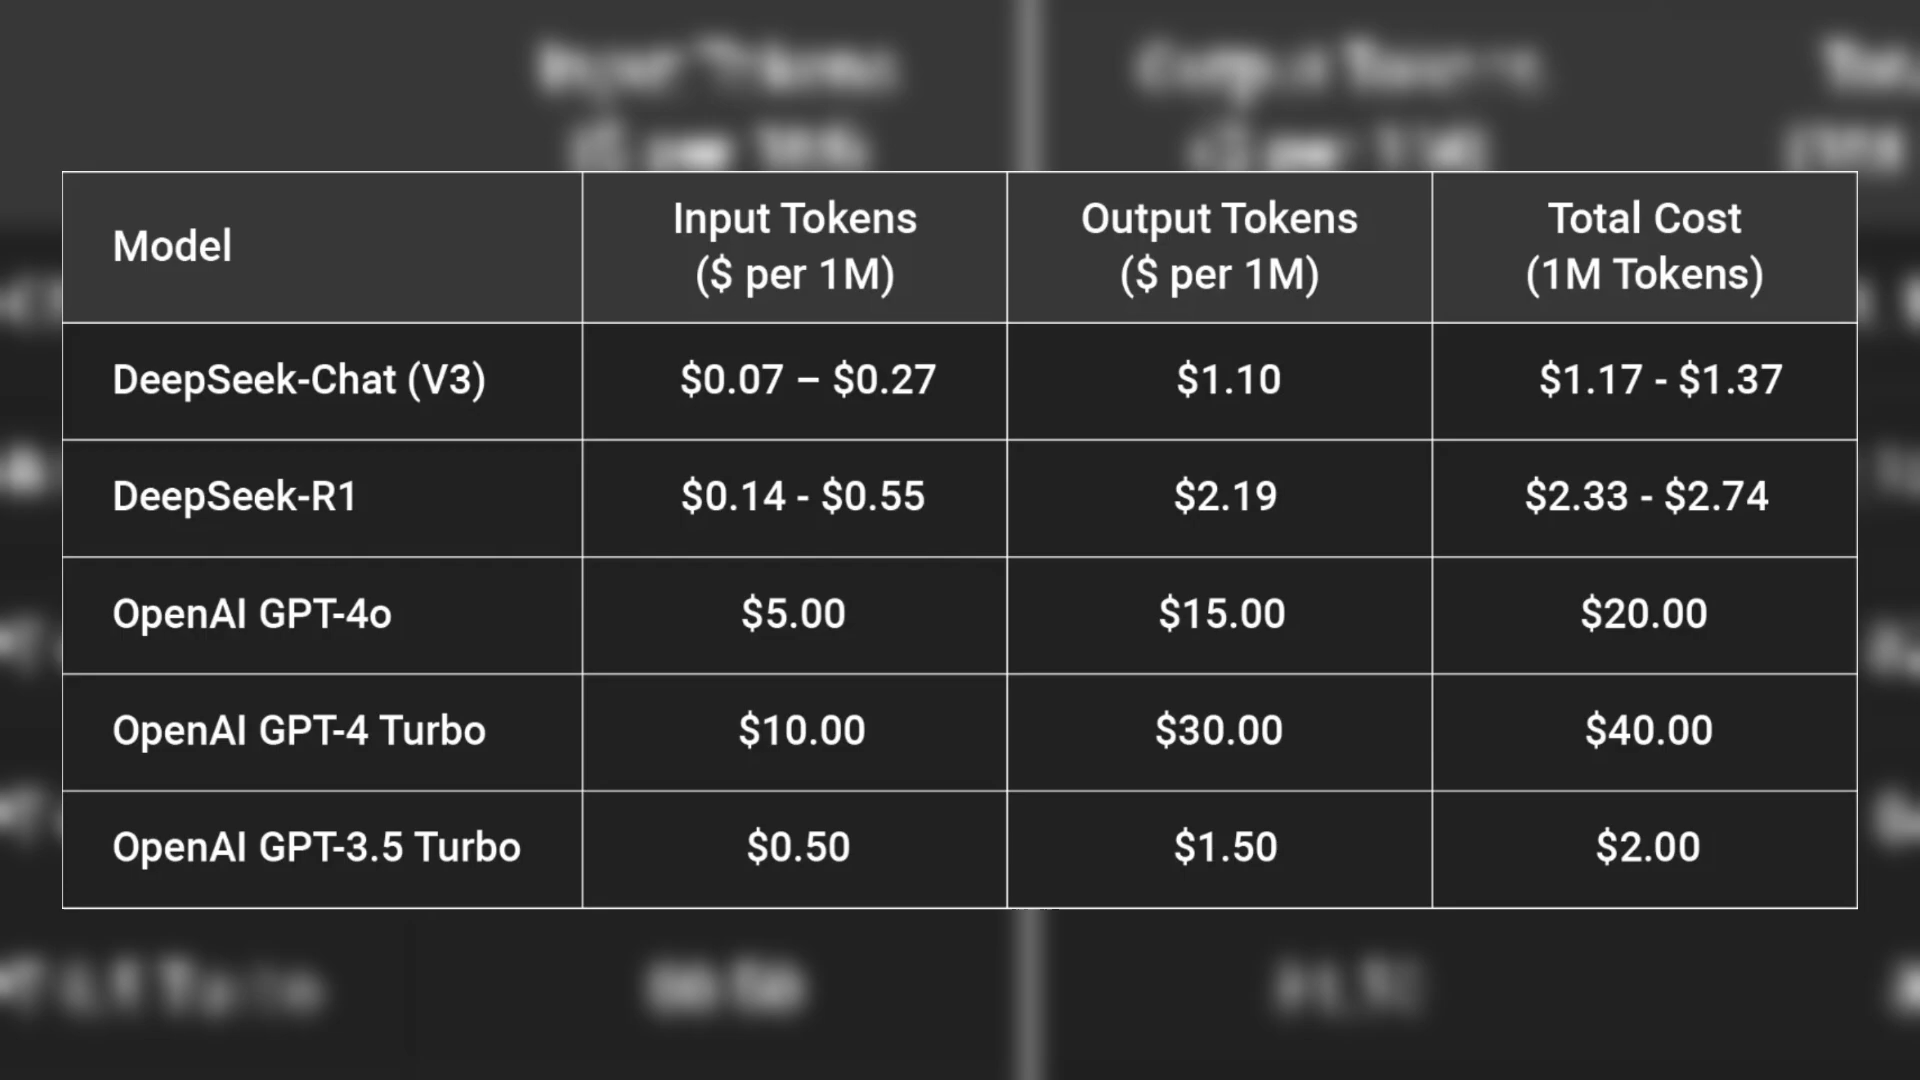 Model
Input Tokens
($ per 1M)
Output Tokens
($ per 1M)
Total Cost
(1M Tokens)
DeepSeek-Chat (V3) $0.07 – $0.27 $1.10 $1.17 - $1.37
DeepSeek-R1 $0.14 - $0.55 $2.19 $2.33 - $2.74
OpenAI GPT-4o $5.00 $15.00 $20.00
OpenAI GPT-4 Turbo $10.00 $30.00 $40.00
OpenAI GPT-3.5 Turbo $0.50 $1.50 $2.00